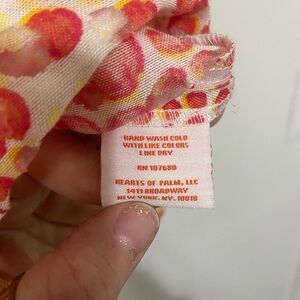 HAND WASH COLD
WITH LIKE COLORS
LINE DRY
RN 107680
HEARTS OF PALM, LLC
1411 BROADWAY
NEW YORK, NY. 10018